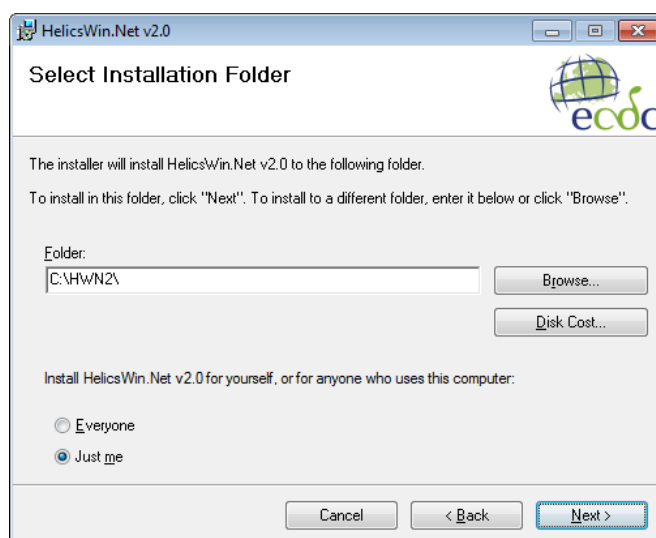 HelicsWin.Net v2.0
Select Installation Folder
ecdc
The installer will install HelicsWin.Net v2.0 to the following folder.
To install in this folder, click "Next". To install to a different folder, enter it below or click "Browse".
Folder:
C:\HWN2\
Browse...
Disk Cost...
Install HelicsWin.Net v2.0 for yourself, or for anyone who uses this computer:
Everyone
Just me
Cancel
< Back
Next >